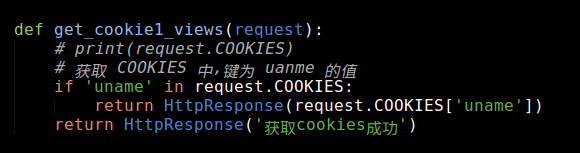 def get_cookie1_views(request):
    # print(request.COOKIES)
    # 获取 COOKIES 中,键为 uanme 的值
    if 'uname' in request.COOKIES:
        return HttpResponse(request.COOKIES['uname'])
    return HttpResponse('获取cookies成功')